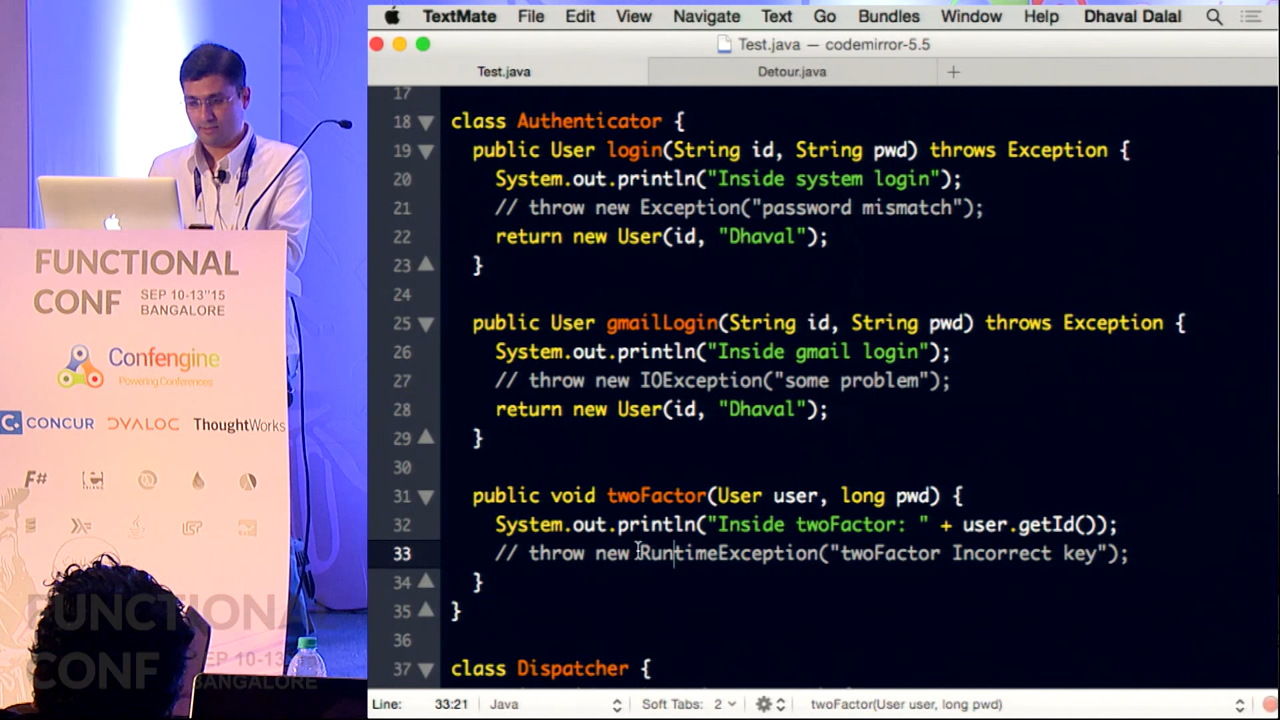 TextMate File Edit View Navigate Text Go Bundles Window Help Dhaval Dalal
Test.java — codemirror-5.5
Test.java Detour.java +
17
18 class Authenticator {
19 public User login(String id, String pwd) throws Exception {
20 System.out.println("Inside system login");
21 // throw new Exception("password mismatch");
22 return new User(id, "Dhaval");
23 }
24
25 public User gmailLogin(String id, String pwd) throws Exception {
26 System.out.println("Inside gmail login");
27 // throw new IOException("some problem");
28 return new User(id, "Dhaval");
29 }
30
31 public void twoFactor(User user, long pwd) {
32 System.out.println("Inside twoFactor: " + user.getId());
33 // throw new RuntimeException("twoFactor Incorrect key");
34 }
35 }
36
37 class Dispatcher {
Line: 33:21 Java Soft Tabs: 2 twoFactor(User user, long pwd)
FUNCTIONAL
CONF SEP 10-13"15
BANGALORE
Confengine
Powering Conferences
CONCUR DVALOC ThoughtWorks
F#
FUNCTIONAL
CONF EP 10-13"15
BANGALORE